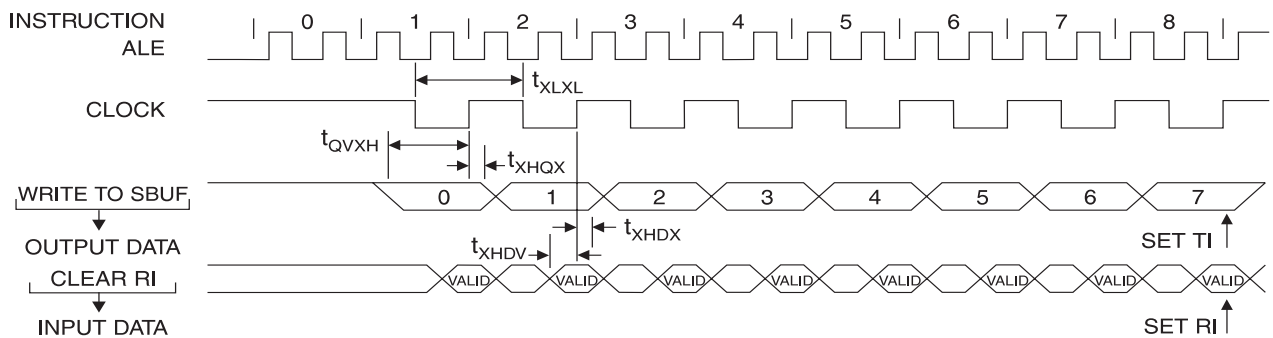 INSTRUCTION 0 1 2 3 4 5 6 7 8
ALE
tXLXL
CLOCK
tQVXH
tXHQX
WRITE TO SBUF 0 1 2 3 4 5 6 7
OUTPUT DATA
tXHDV tXHDX
SET TI
CLEAR RI VALID VALID VALID VALID VALID VALID VALID VALID
INPUT DATA
SET RI